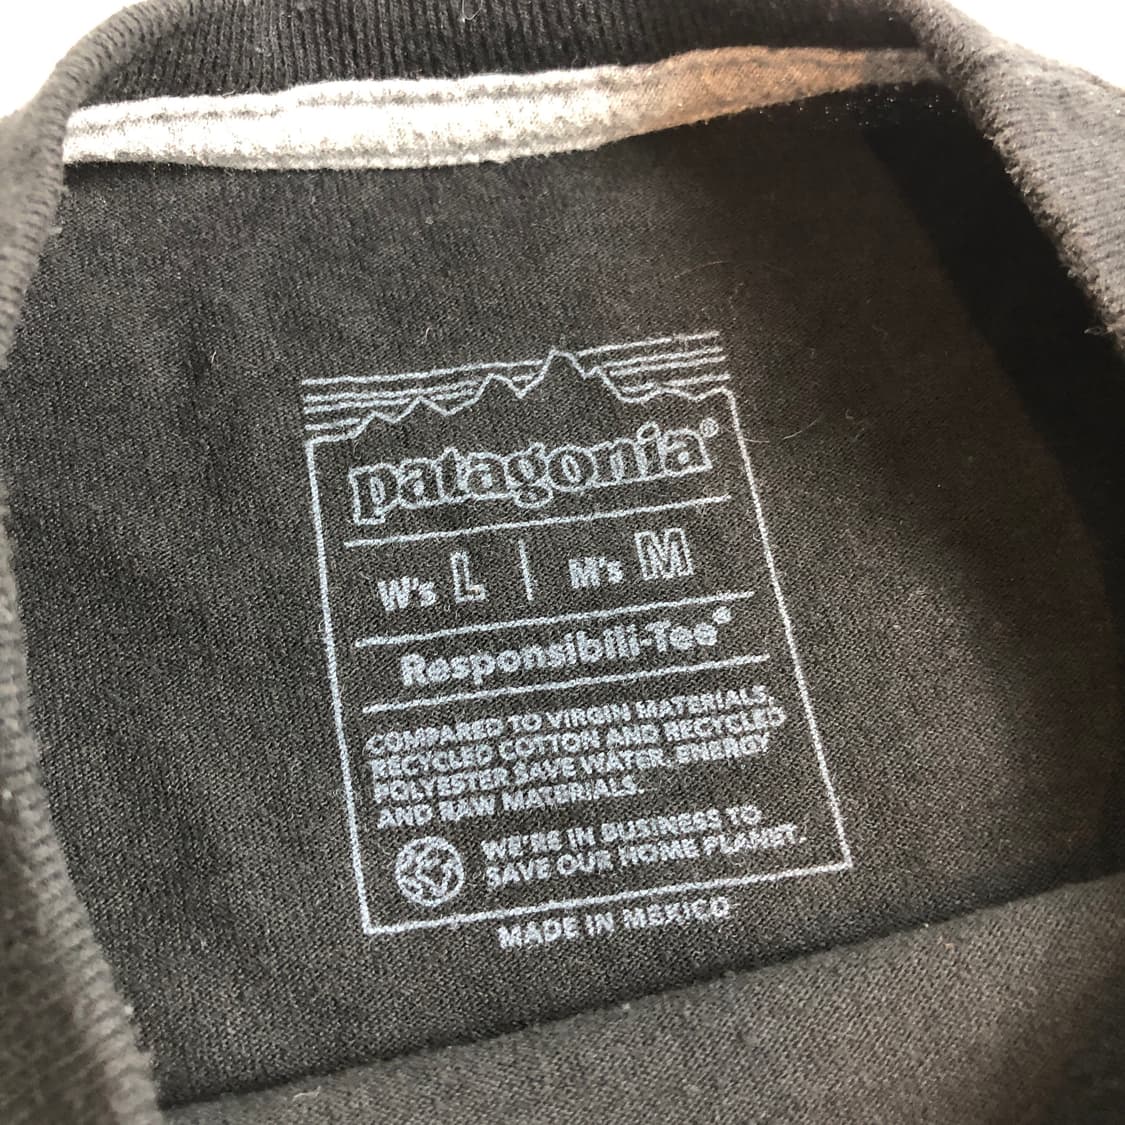 patagonia®
W's L | M's M
Responsibili-Tee®
COMPARED TO VIRGIN MATERIALS,
RECYCLED COTTON AND RECYCLED
POLYESTER SAVE WATER, ENERGY
AND RAW MATERIALS.
WE'RE IN BUSINESS TO
SAVE OUR HOME PLANET.
MADE IN MEXICO